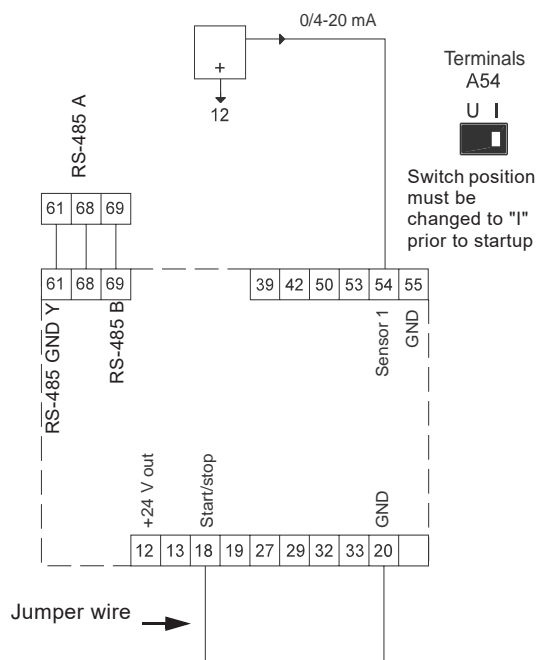 0/4-20 mA
+
12
Terminals
A54
U I
Switch position
must be
changed to "I"
prior to startup
RS-485 A
61 68 69
61 68 69
39 42 50 53 54 55
RS-485 GND Y
RS-485 B
Sensor 1
GND
+24 V out
Start/stop
GND
12 13 18 19 27 29 32 33 20
Jumper wire